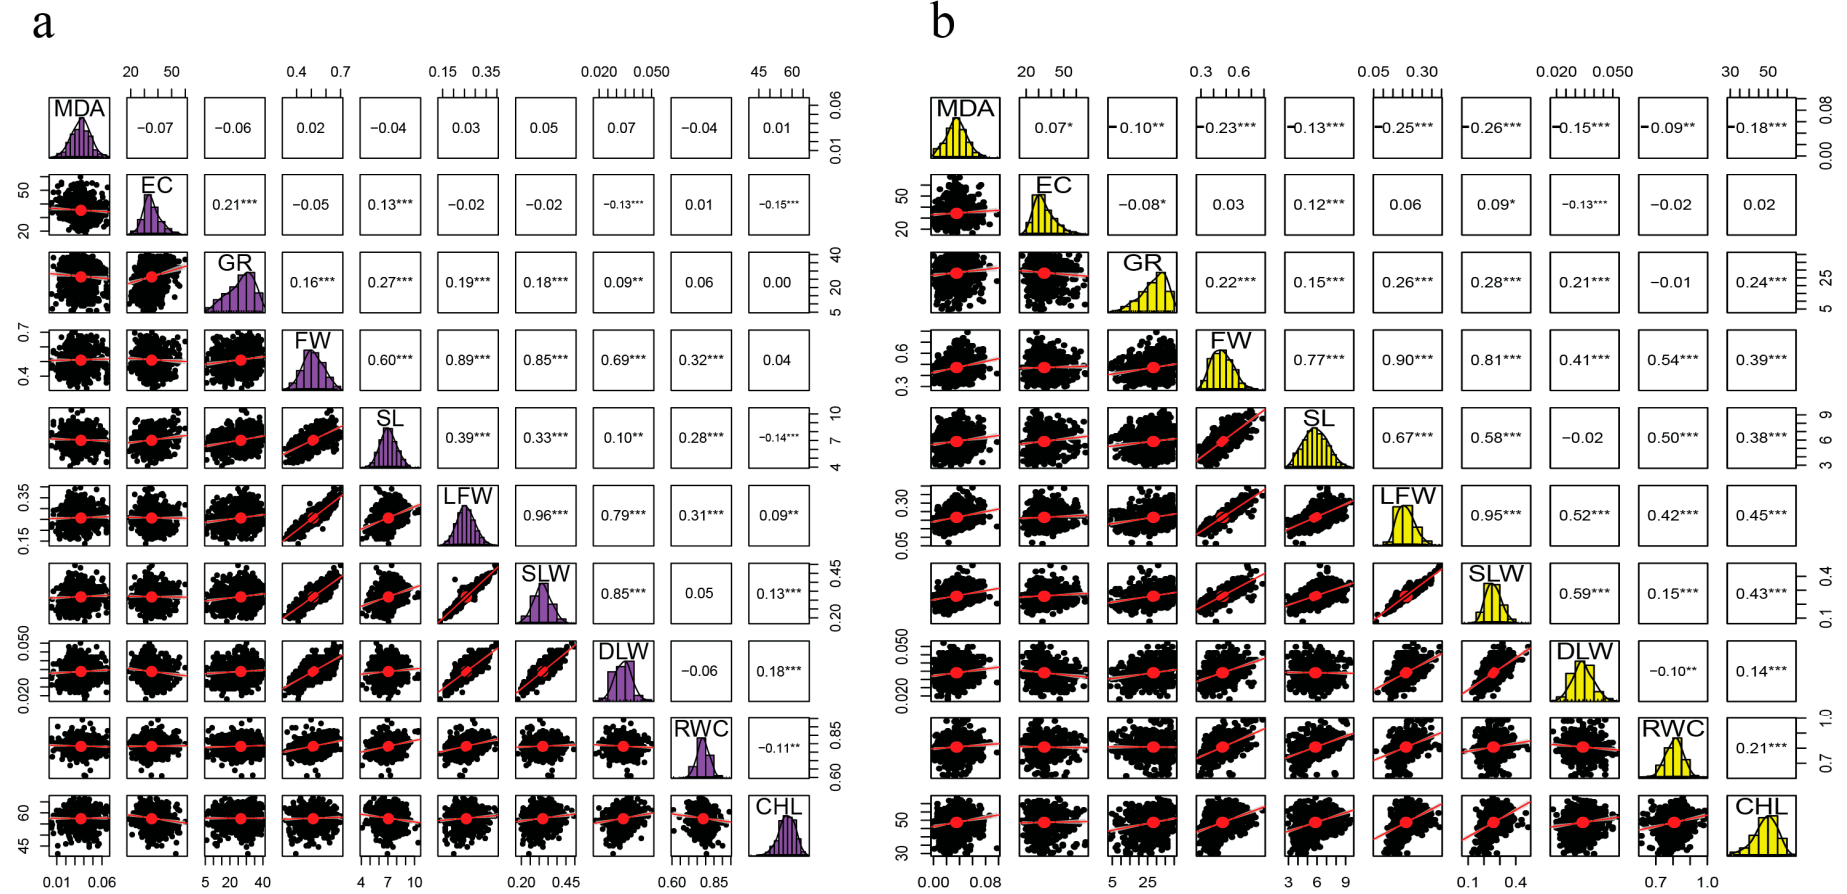 a
20 50 0.4 0.7 0.15 0.35 0.020 0.050 45 60
MDA −0.07 −0.06 0.02 −0.04 0.03 0.05 0.07 −0.04 0.01 0.01 0.06
20 50 EC 0.21*** −0.05 0.13*** −0.02 −0.02 −0.13*** 0.01 −0.15***
GR 0.16*** 0.27*** 0.19*** 0.18*** 0.09** 0.06 0.00 5 20 40
0.4 0.7 FW 0.60*** 0.89*** 0.85*** 0.69*** 0.32*** 0.04
SL 0.39*** 0.33*** 0.10** 0.28*** −0.14*** 4 7 10
0.15 0.35 LFW 0.96*** 0.79*** 0.31*** 0.09**
SLW 0.85*** 0.05 0.13*** 0.20 0.45
0.020 0.050 DLW −0.06 0.18***
RWC −0.11** 0.60 0.85
45 60 CHL
0.01 0.06 5 20 40 4 7 10 0.20 0.45 0.60 0.85
b
20 50 0.3 0.6 0.05 0.30 0.020 0.050 30 50
MDA 0.07* −0.10** −0.23*** −0.13*** −0.25*** −0.26*** −0.15*** −0.09** −0.18*** 0.00 0.08
20 50 EC −0.08* 0.03 0.12*** 0.06 0.09* −0.13*** −0.02 0.02
GR 0.22*** 0.15*** 0.26*** 0.28*** 0.21*** −0.01 0.24*** 5 25
0.3 0.6 FW 0.77*** 0.90*** 0.81*** 0.41*** 0.54*** 0.39***
SL 0.67*** 0.58*** −0.02 0.50*** 0.38*** 3 6 9
0.05 0.30 LFW 0.95*** 0.52*** 0.42*** 0.45***
SLW 0.59*** 0.15*** 0.43*** 0.1 0.4
0.020 0.050 DLW −0.10** 0.14***
RWC 0.21*** 0.7 1.0
30 50 CHL
0.00 0.08 5 25 3 6 9 0.1 0.4 0.7 1.0